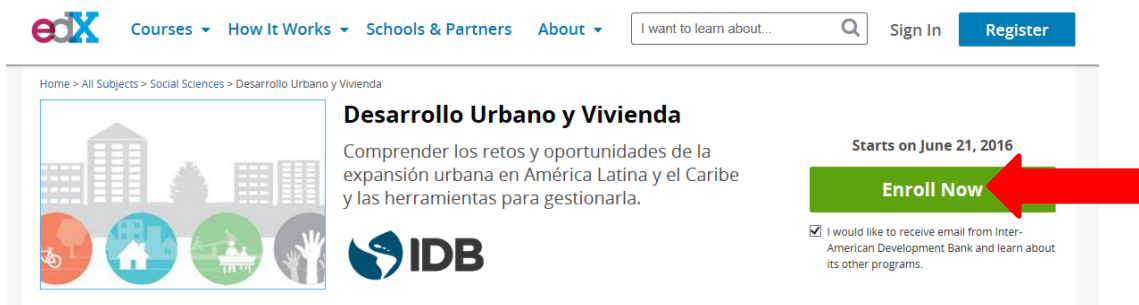 edX Courses How It Works Schools & Partners About I want to learn about... Sign In Register
Home > All Subjects > Social Sciences > Desarrollo Urbano y Vivienda
Desarrollo Urbano y Vivienda
Comprender los retos y oportunidades de la
expansión urbana en América Latina y el Caribe
y las herramientas para gestionarla.
IDB
Starts on June 21, 2016
Enroll Now
I would like to receive email from Inter-
American Development Bank and learn about
its other programs.